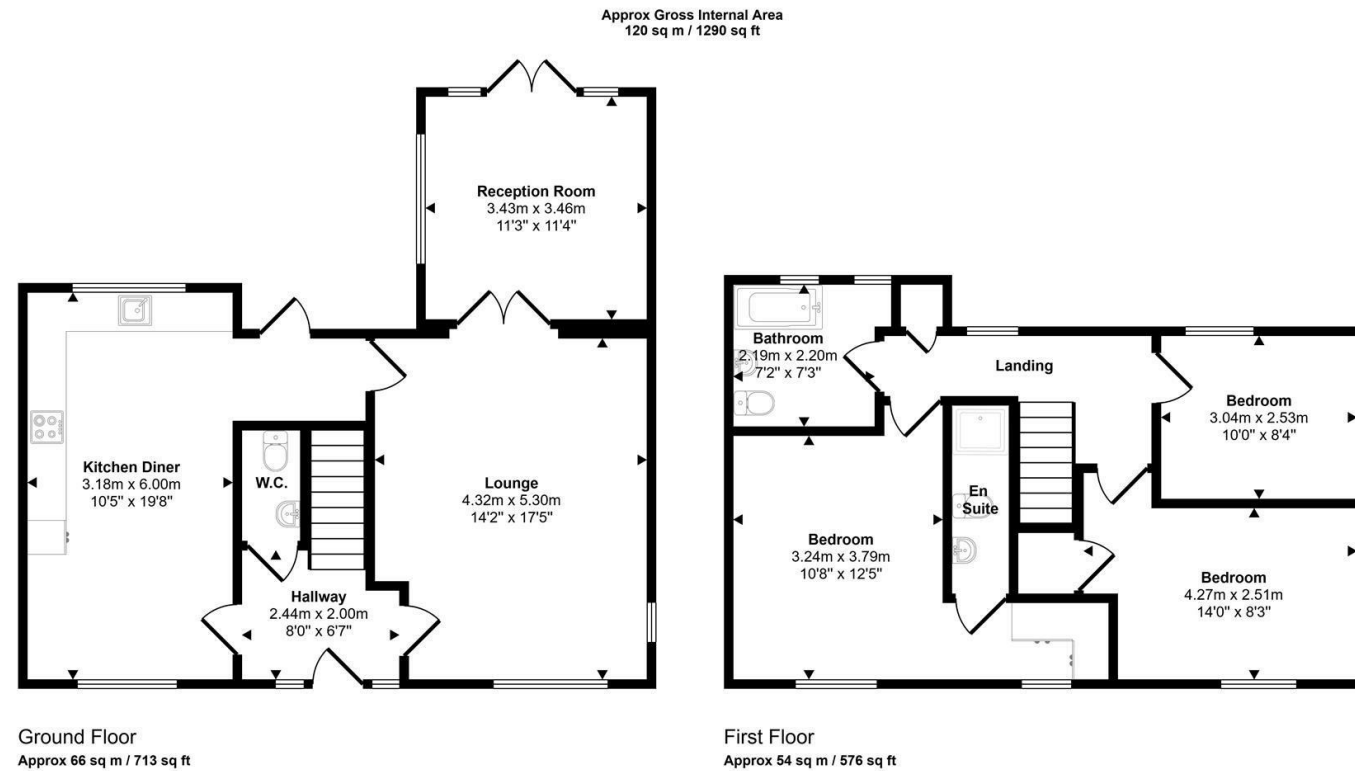 Approx Gross Internal Area
120 sq m / 1290 sq ft
Reception Room
3.43m x 3.46m
11'3" x 11'4"
Kitchen Diner
3.18m x 6.00m
10'5" x 19'8"
W.C.
Lounge
4.32m x 5.30m
14'2" x 17'5"
Hallway
2.44m x 2.00m
8'0" x 6'7"
Ground Floor
Approx 66 sq m / 713 sq ft
Bathroom
2.19m x 2.20m
7'2" x 7'3"
Landing
Bedroom
3.04m x 2.53m
10'0" x 8'4"
En
Suite
Bedroom
3.24m x 3.79m
10'8" x 12'5"
Bedroom
4.27m x 2.51m
14'0" x 8'3"
First Floor
Approx 54 sq m / 576 sq ft